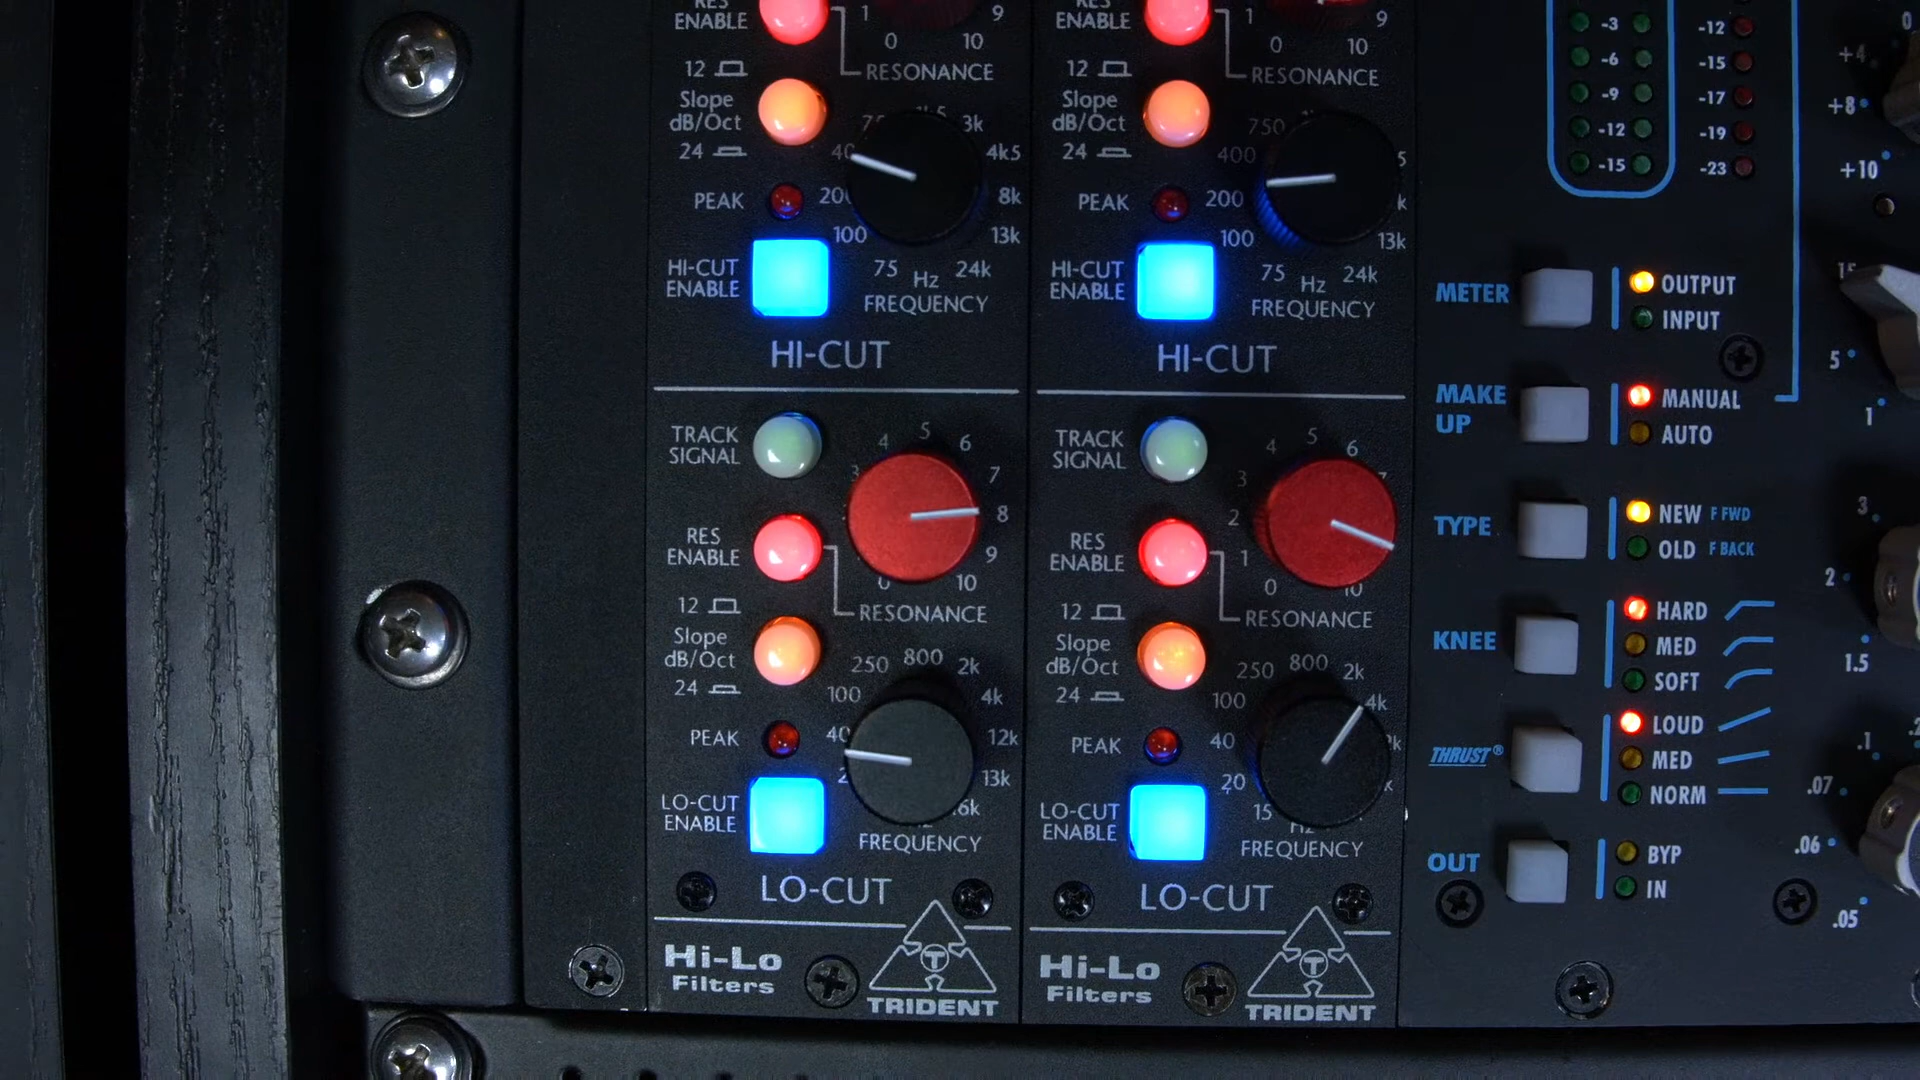 RES
ENABLE
1
9
0
10
RESONANCE
12
Slope
dB/Oct
24
3k
4k5
8k
13k
24k
Hz
75
100
PEAK
HI-CUT
ENABLE
FREQUENCY
HI-CUT
TRACK
SIGNAL
3
4
5
6
7
8
9
10
RES
ENABLE
RESONANCE
12
Slope
dB/Oct
24
100
250
800
2k
4k
12k
13k
PEAK
LO-CUT
ENABLE
FREQUENCY
LO-CUT
Hi-Lo
Filters
T
TRIDENT
RES
ENABLE
1
9
0
10
RESONANCE
12
Slope
dB/Oct
24
750
400
200
100
75
Hz
24k
13k
PEAK
HI-CUT
ENABLE
FREQUENCY
HI-CUT
TRACK
SIGNAL
0
1
2
3
4
5
6
RES
ENABLE
RESONANCE
12
Slope
dB/Oct
24
15
20
40
100
250
800
2k
4k
PEAK
LO-CUT
ENABLE
FREQUENCY
LO-CUT
Hi-Lo
Filters
T
TRIDENT
-3
-6
-9
-12
-15
-12
-15
-17
-19
-23
METER
OUTPUT
INPUT
MAKE
UP
MANUAL
AUTO
TYPE
NEW F FWD
OLD F BACK
KNEE
HARD
MED
SOFT
THRUST®
LOUD
MED
NORM
OUT
BYP
IN
0
+4
+8
+10
15
5
1
3
2
1.5
.1
.07
.06
.05